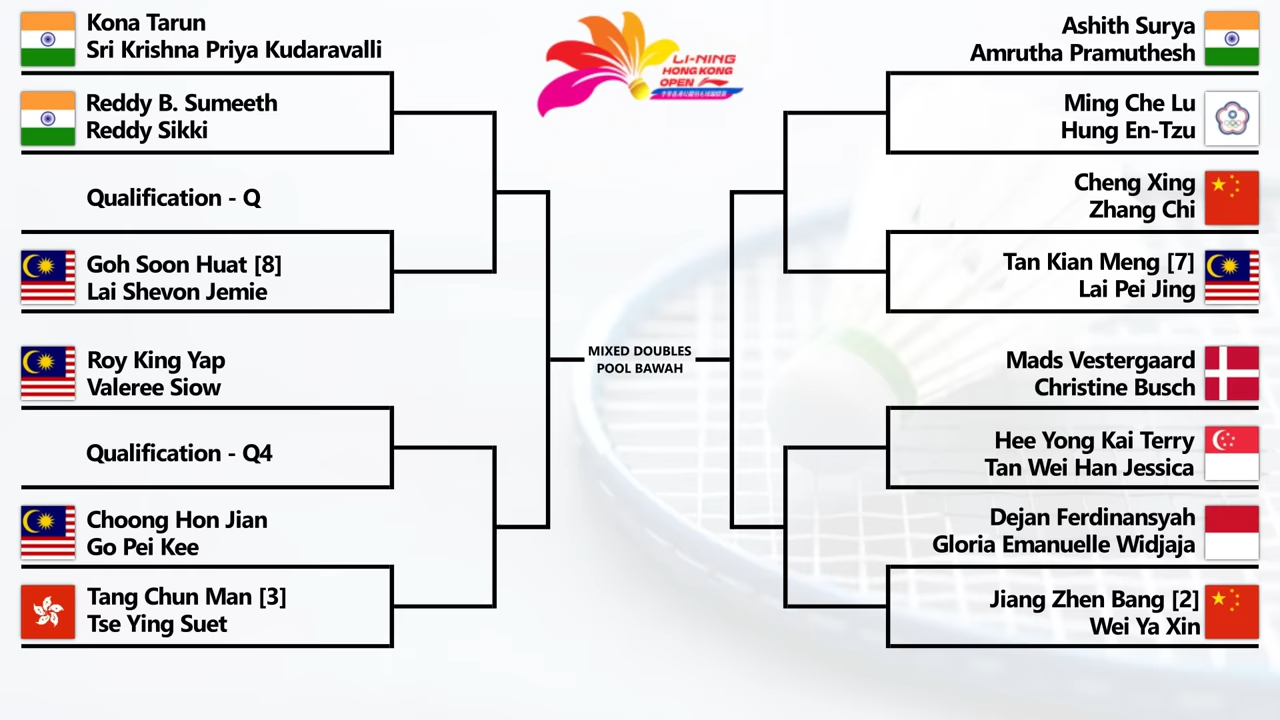 Kona Tarun
Sri Krishna Priya Kudaravalli
Reddy B. Sumeeth
Reddy Sikki
Qualification - Q
Goh Soon Huat [8]
Lai Shevon Jemie
Roy King Yap
Valeree Siow
Qualification - Q4
Choong Hon Jian
Go Pei Kee
Tang Chun Man [3]
Tse Ying Suet
LI-NING
HONG KONG
OPEN
MIXED DOUBLES
POOL BAWAH
Ashith Surya
Amrutha Pramuthesh
Ming Che Lu
Hung En-Tzu
Cheng Xing
Zhang Chi
Tan Kian Meng [7]
Lai Pei Jing
Mads Vestergaard
Christine Busch
Hee Yong Kai Terry
Tan Wei Han Jessica
Dejan Ferdinansyah
Gloria Emanuelle Widjaja
Jiang Zhen Bang [2]
Wei Ya Xin